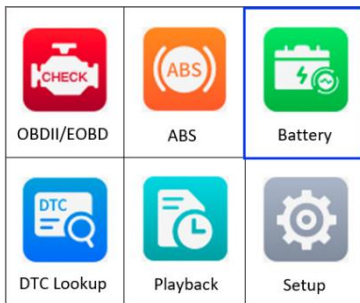 CHECK
ABS
OBDII/EOBD
ABS
Battery
DTC
DTC Lookup
Playback
Setup